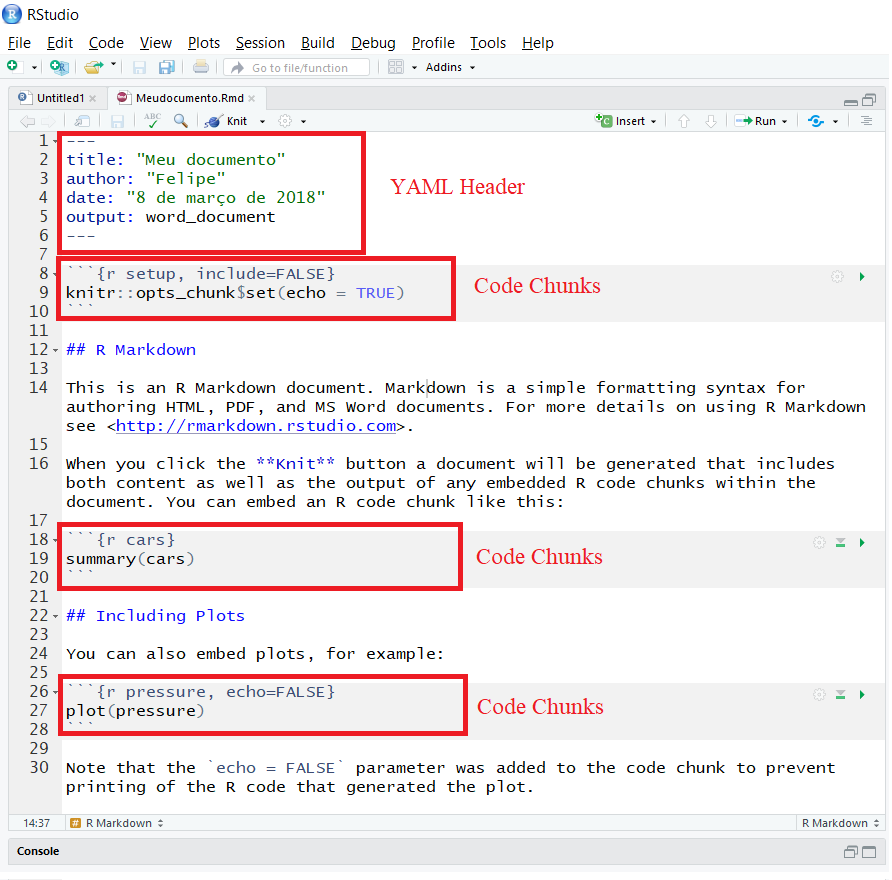 RStudio
File Edit Code View Plots Session Build Debug Profile Tools Help
Go to file/function Addins
Untitled1 Meudocumento.Rmd
ABC Knit Insert Run
1 ---
2 title: "Meu documento"
3 author: "Felipe"
4 date: "8 de março de 2018"
5 output: word_document
6 ---
YAML Header
7
8 ```{r setup, include=FALSE}
9 knitr::opts_chunk$set(echo = TRUE)
10 ```
Code Chunks
11
12 ## R Markdown
13
14 This is an R Markdown document. Markdown is a simple formatting syntax for
authoring HTML, PDF, and MS Word documents. For more details on using R Markdown
see <http://rmarkdown.rstudio.com>.
15
16 When you click the **Knit** button a document will be generated that includes
both content as well as the output of any embedded R code chunks within the
document. You can embed an R code chunk like this:
17
18 ```{r cars}
19 summary(cars)
20 ```
Code Chunks
21
22 ## Including Plots
23
24 You can also embed plots, for example:
25
26 ```{r pressure, echo=FALSE}
27 plot(pressure)
28 ```
Code Chunks
29
30 Note that the `echo = FALSE` parameter was added to the code chunk to prevent
printing of the R code that generated the plot.
14:37 # R Markdown R Markdown
Console